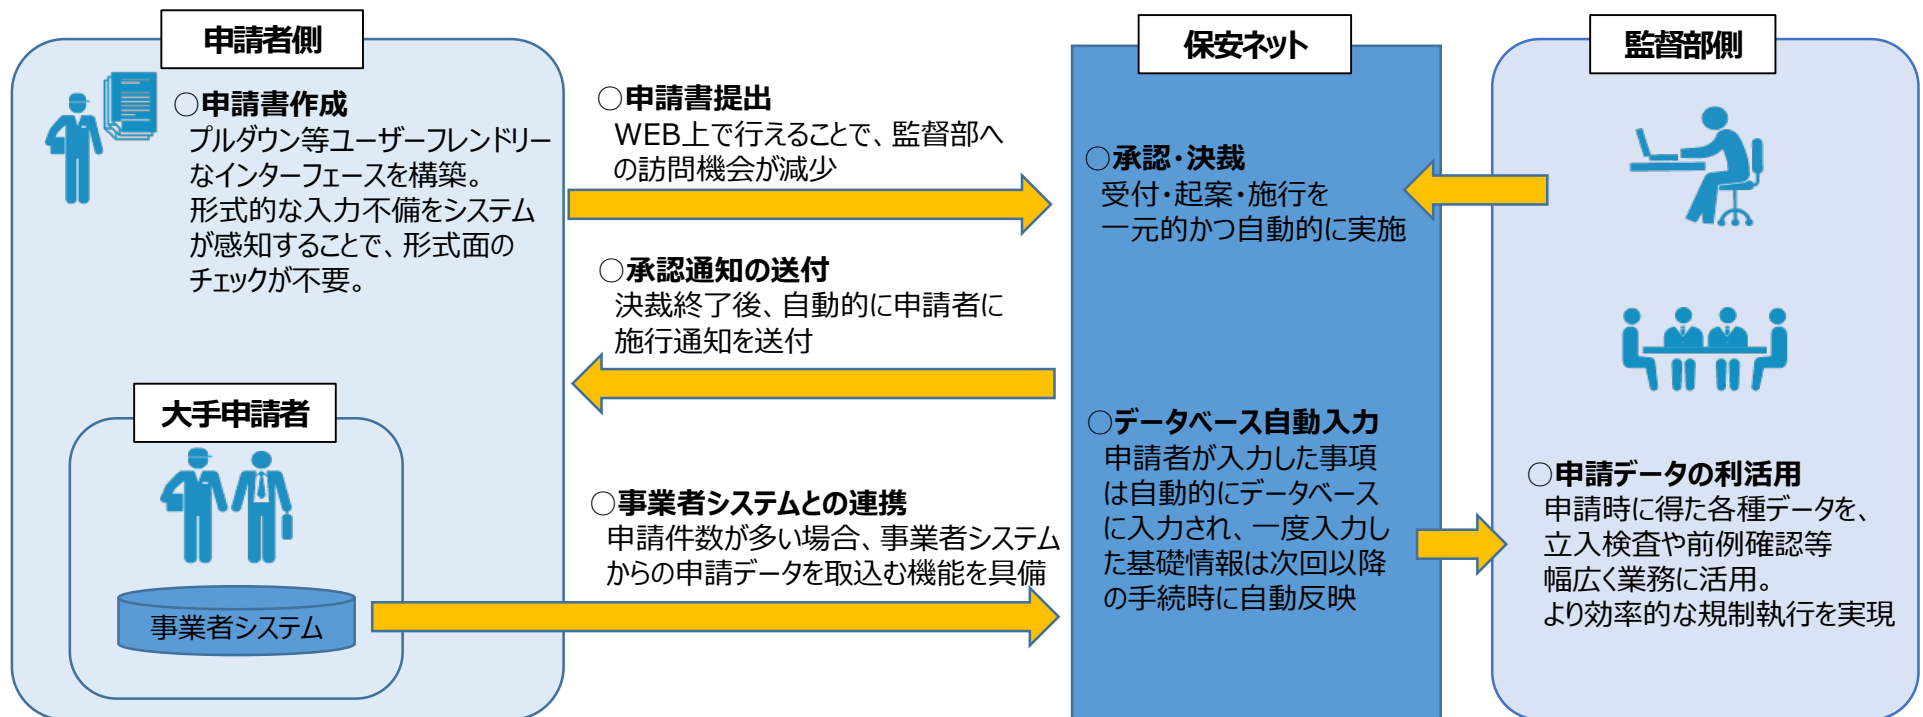 申請者側
○申請書作成
プルダウン等ユーザーフレンドリー
なインターフェースを構築。
形式的な入力不備をシステム
が感知することで、形式面の
チェックが不要。
大手申請者
事業者システム
○申請書提出
WEB上で行えることで、監督部へ
の訪問機会が減少
○承認通知の送付
決裁終了後、自動的に申請者に
施行通知を送付
○事業者システムとの連携
申請件数が多い場合、事業者システム
からの申請データを取込む機能を具備
保安ネット
○承認・決裁
受付・起案・施行を
一元的かつ自動的に実施
○データベース自動入力
申請者が入力した事項
は自動的にデータベース
に入力され、一度入力し
た基礎情報は次回以降
の手続時に自動反映
監督部側
○申請データの利活用
申請時に得た各種データを、
立入検査や前例確認等
幅広く業務に活用。
より効率的な規制執行を実現